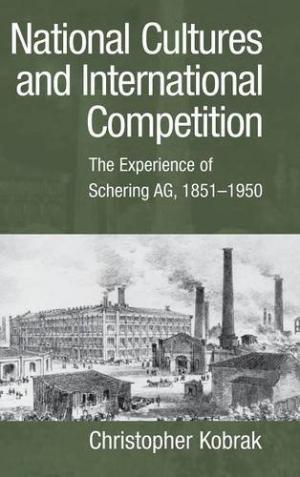 National Cultures
and International
Competition
The Experience of
Schering AG, 1851–1950
Christopher Kobrak